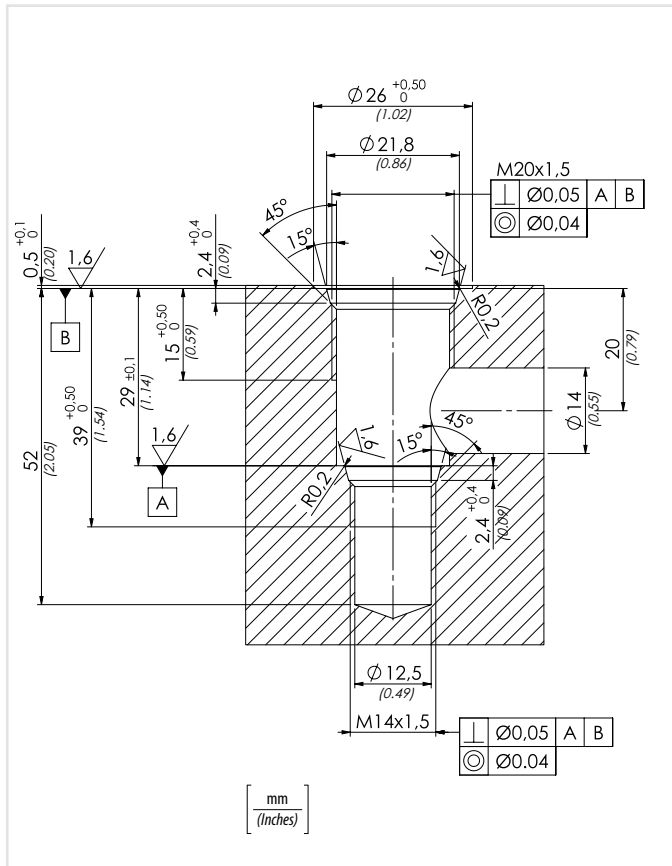 Ø26 +0,50 0
(1.02)
Ø21,8
(0.86)
M20x1,5
⊥ Ø0,05 A B
◎ Ø0,04
45°
15°
2,4 +0,4 0
(0.09)
0,5 +0,1 0
(0.20)
1,6
1,6
R0,2
B
15 +0,50 0
(0.59)
29 ±0,1
(1.14)
39 +0,50 0
(1.54)
52
(2.05)
20
(0.79)
Ø14
(0.55)
1,6
A
1,6
R0,2
15°
45°
2,4 +0,4 0
(0.09)
Ø12,5
(0.49)
M14x1,5
⊥ Ø0,05 A B
◎ Ø0.04
mm
(Inches)